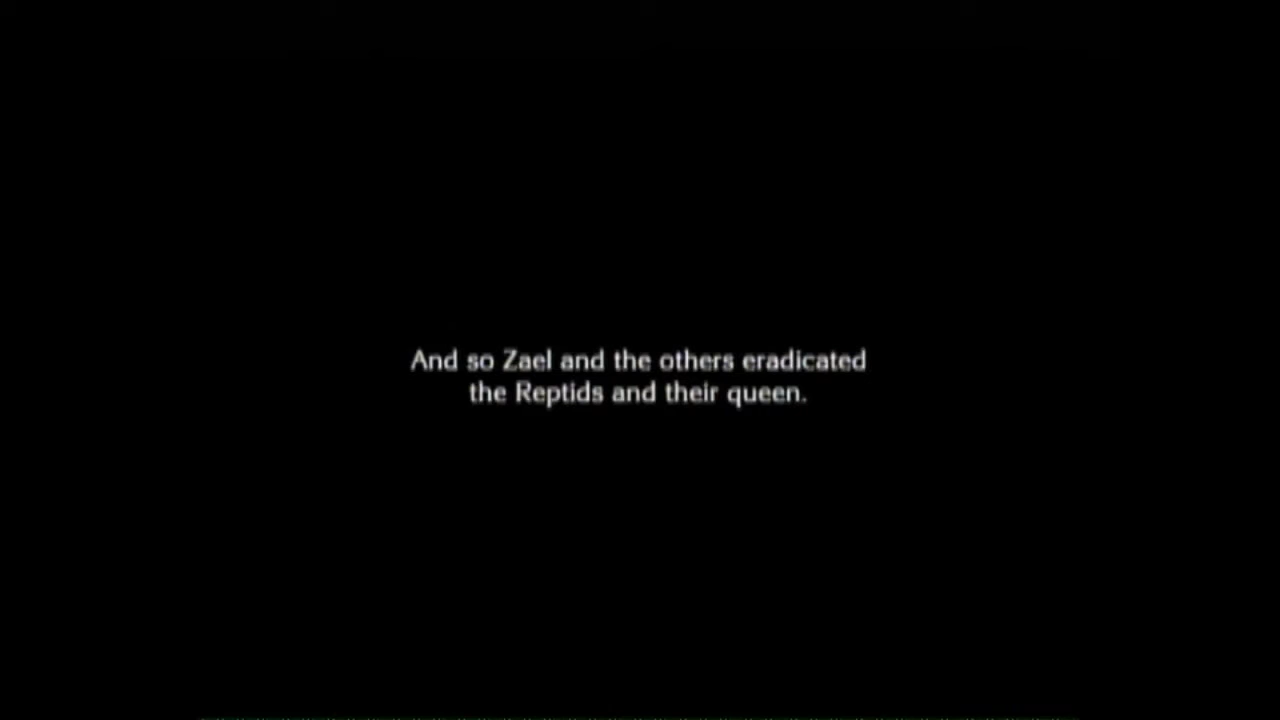 And so Zael and the others eradicated
the Reptids and their queen.